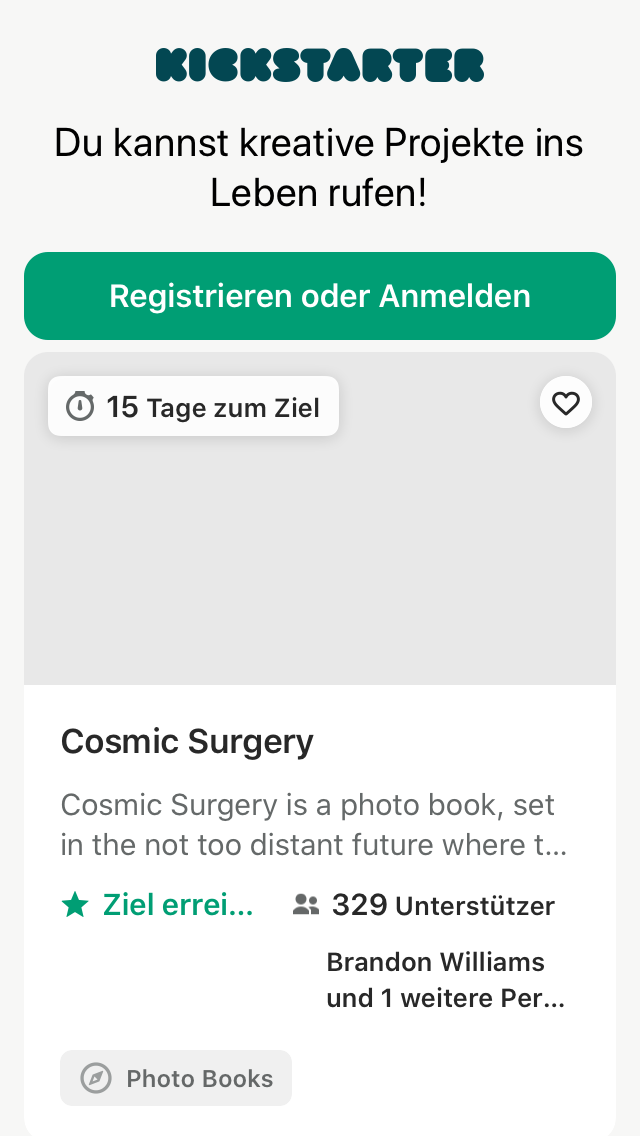 KICKSTARTER
Du kannst kreative Projekte ins
Leben rufen!
Registrieren oder Anmelden
15 Tage zum Ziel
Cosmic Surgery
Cosmic Surgery is a photo book, set
in the not too distant future where t...
Ziel errei...
329 Unterstützer
Brandon Williams
und 1 weitere Per...
Photo Books